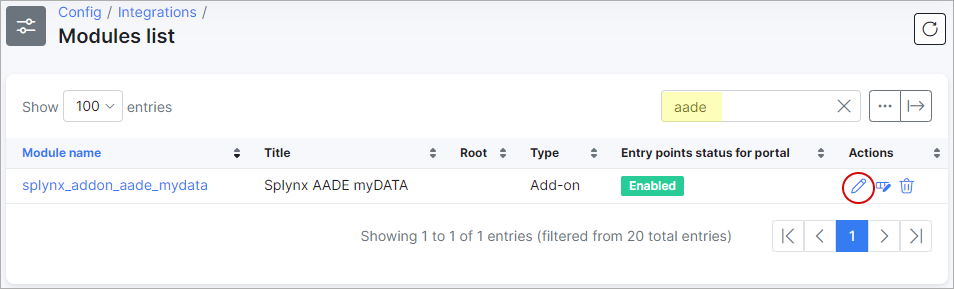 Config / Integrations /
Modules list
Show 100 entries aade ...
Module name Title Root Type Entry points status for portal Actions
splynx_addon_aade_mydata Splynx AADE myDATA Add-on Enabled
Showing 1 to 1 of 1 entries (filtered from 20 total entries) 1